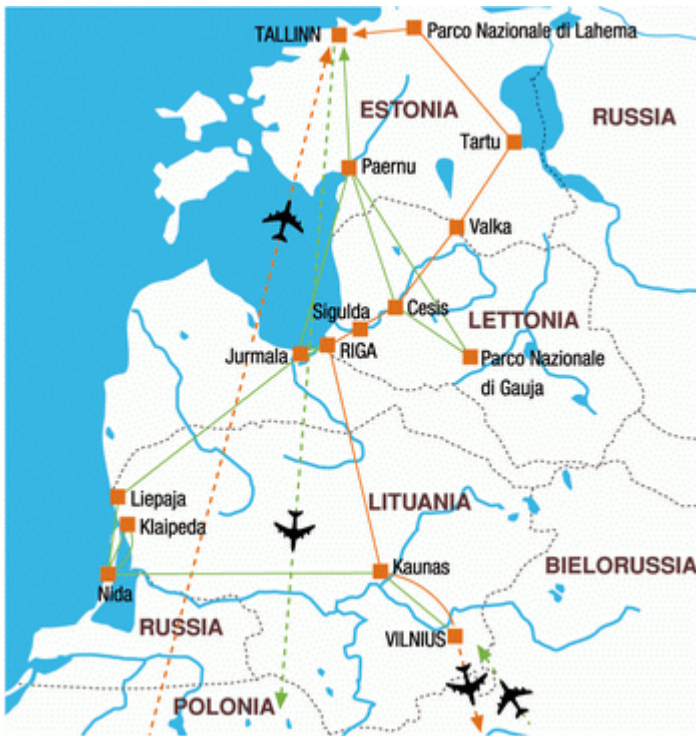 TALLINN
Parco Nazionale di Lahema
ESTONIA
RUSSIA
Tartu
Paernu
Valka
Sigulda
Cesis
LETTONIA
Jurmala
RIGA
Parco Nazionale
di Gauja
Liepaja
LITUANIA
Klaipeda
Kaunas
BIELORUSSIA
Nida
RUSSIA
VILNIUS
POLONIA